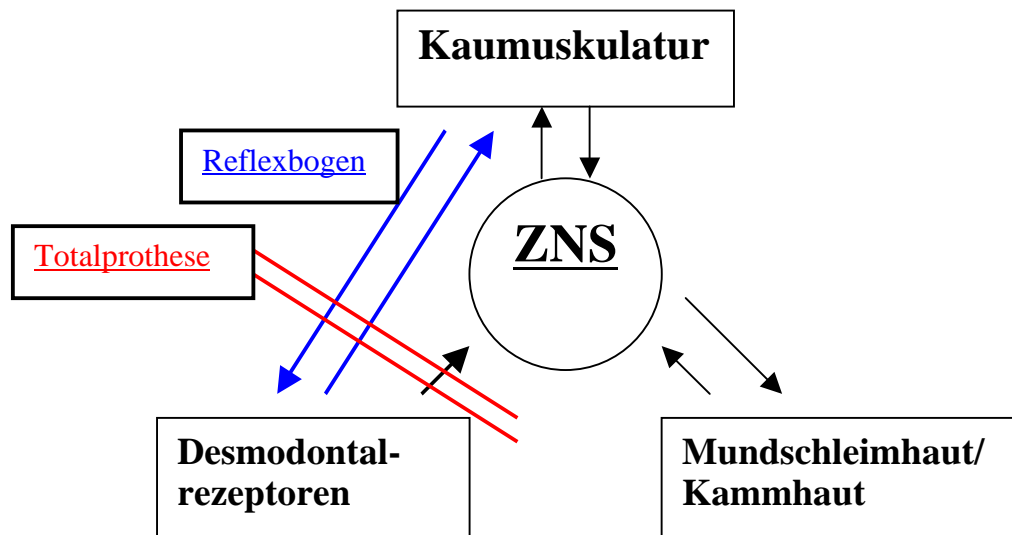 Kaumuskulatur
Reflexbogen
ZNS
Totalprothese
Desmodontal-
rezeptoren
Mundschleimhaut/
Kammhaut